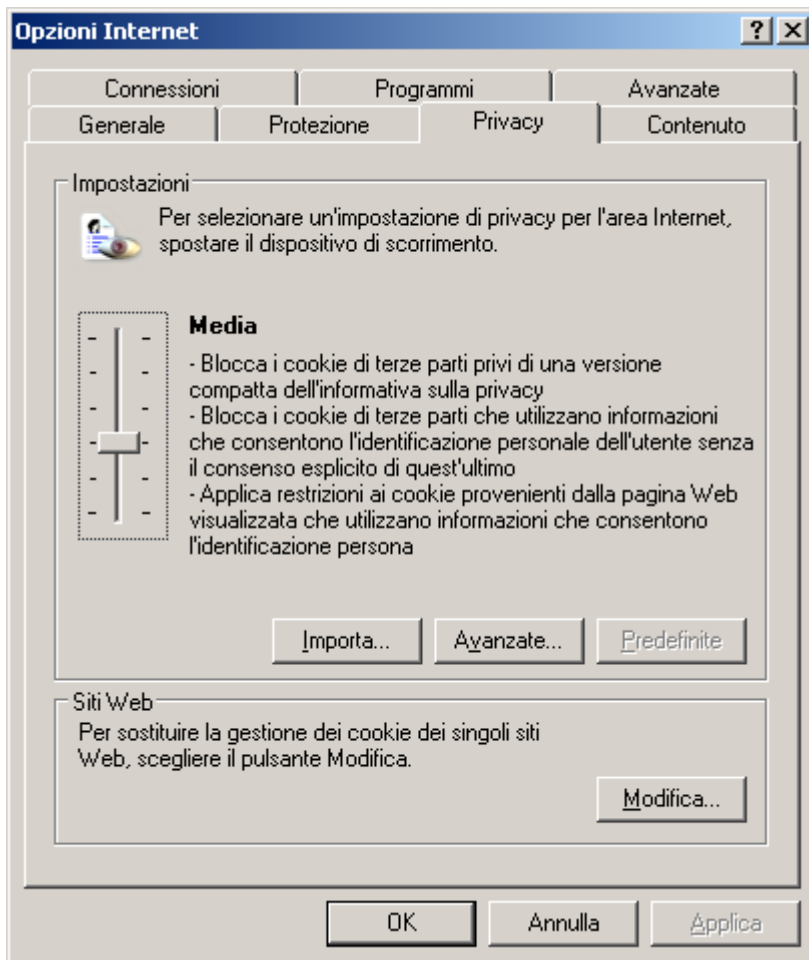 Opzioni Internet
Connessioni
Programmi
Avanzate
Generale
Protezione
Privacy
Contenuto
Impostazioni
Per selezionare un'impostazione di privacy per l'area Internet,
spostare il dispositivo di scorrimento.
Media
- Blocca i cookie di terze parti privi di una versione
compatta dell'informativa sulla privacy
- Blocca i cookie di terze parti che utilizzano informazioni
che consentono l'identificazione personale dell'utente senza
il consenso esplicito di quest'ultimo
- Applica restrizioni ai cookie provenienti dalla pagina Web
visualizzata che utilizzano informazioni che consentono
l'identificazione persona
Importa...
Avanzate...
Predefinite
Siti Web
Per sostituire la gestione dei cookie dei singoli siti
Web, scegliere il pulsante Modifica.
Modifica...
OK
Annulla
Applica